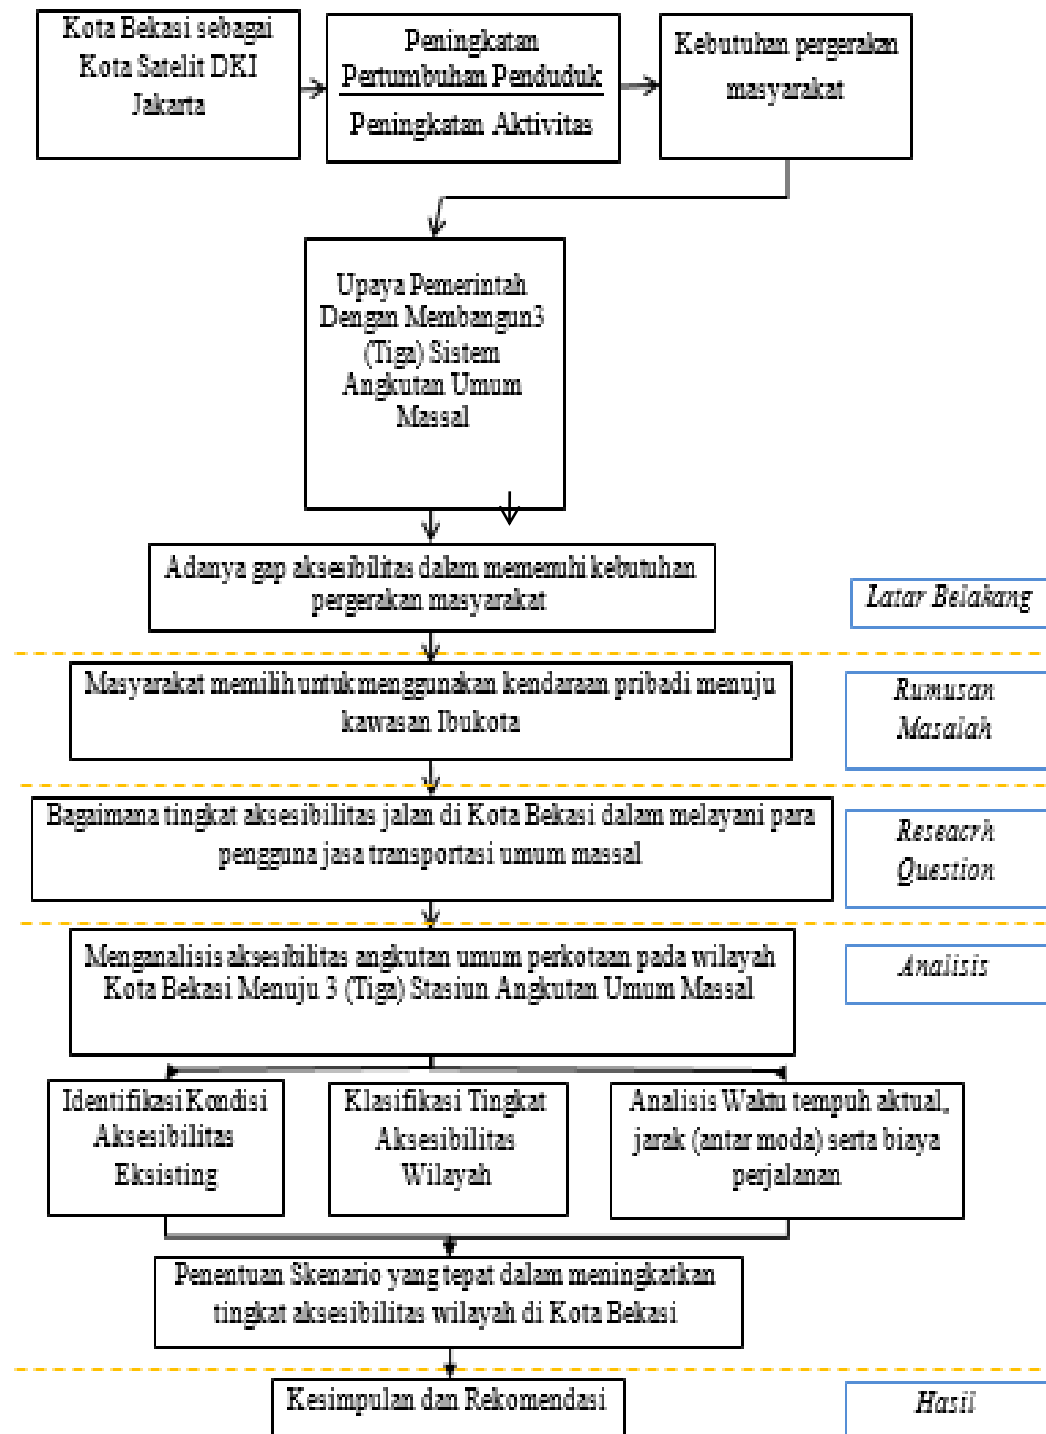 Kota Bekasi sebagai
Kota Satelit DKI
Jakarta
Peningkatan
Pertumbuhan Penduduk
Peningkatan Aktivitas
Kebutuhan pergerakan
masyarakat
Upaya Pemerintah
Dengan Membangun3
(Tiga) Sistem
Angkutan Umum
Massal
Adanya gap aksesibilitas dalam memenuhi kebutuhan
pergerakan masyarakat
Latar Belakang
Masyarakat memilih untuk menggunakan kendaraan pribadi menuju
kawasan Ibukota
Rumusan
Masalah
Bagaimana tingkat aksesibilitas jalan di Kota Bekasi dalam melayani para
pengguna jasa transportasi umum massal
Reseacrh
Question
Menganalisis aksesibilitas angkutan umum perkotaan pada wilayah
Kota Bekasi Menuju 3 (Tiga) Stasiun Angkutan Umum Massal
Analisis
Identifikasi Kondisi
Aksesibilitas
Eksisting
Klasifikasi Tingkat
Aksesibilitas
Wilayah
Analisis Waktu tempuh aktual,
jarak (antar moda) serta biaya
perjalanan
Penentuan Skenario yang tepat dalam meningkatkan
tingkat aksesibilitas wilayah di Kota Bekasi
Kesimpulan dan Rekomendasi
Hasil